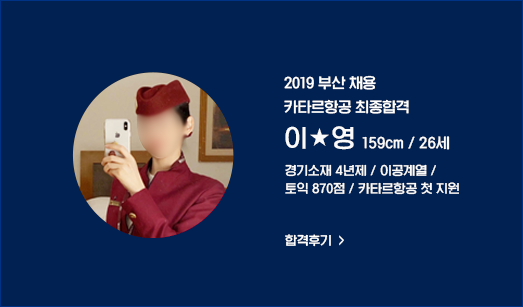 2019 부산 채용
카타르항공 최종합격
이★영 159cm / 26세
경기소재 4년제 / 이공계열 /
토익 870점 / 카타르항공 첫 지원
합격후기 >